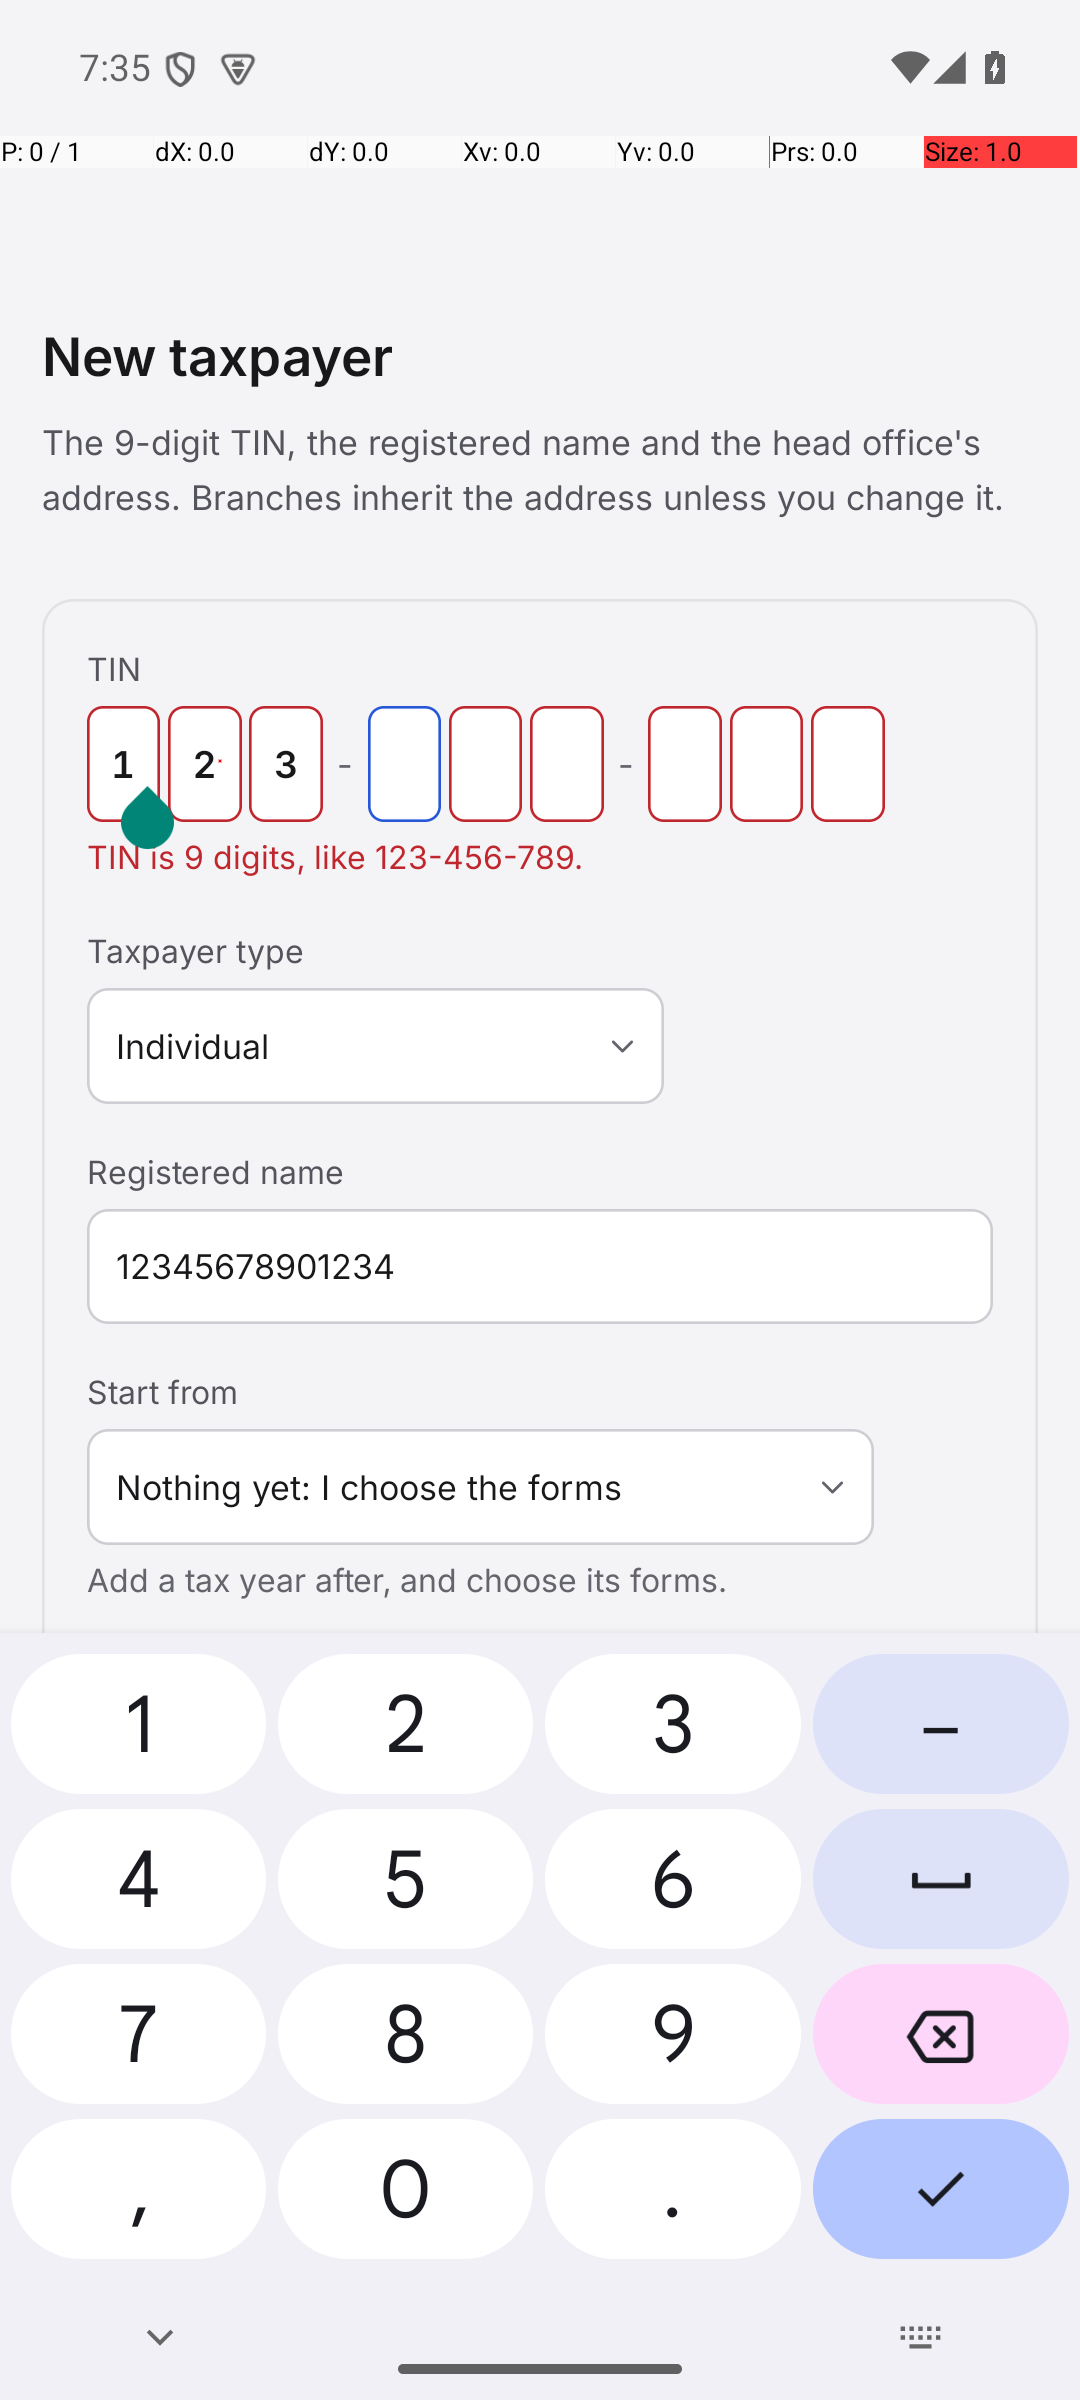 7:35
P: 0 / 1 dX: 0.0 dY: 0.0 Xv: 0.0 Yv: 0.0 Prs: 0.0 Size: 1.0
New taxpayer
The 9-digit TIN, the registered name and the head office's
address. Branches inherit the address unless you change it.
TIN
1 2 3 - -
TIN is 9 digits, like 123-456-789.
Taxpayer type
Individual
Registered name
12345678901234
Start from
Nothing yet: I choose the forms
Add a tax year after, and choose its forms.
1 2 3 –
4 5 6
7 8 9
, 0 .